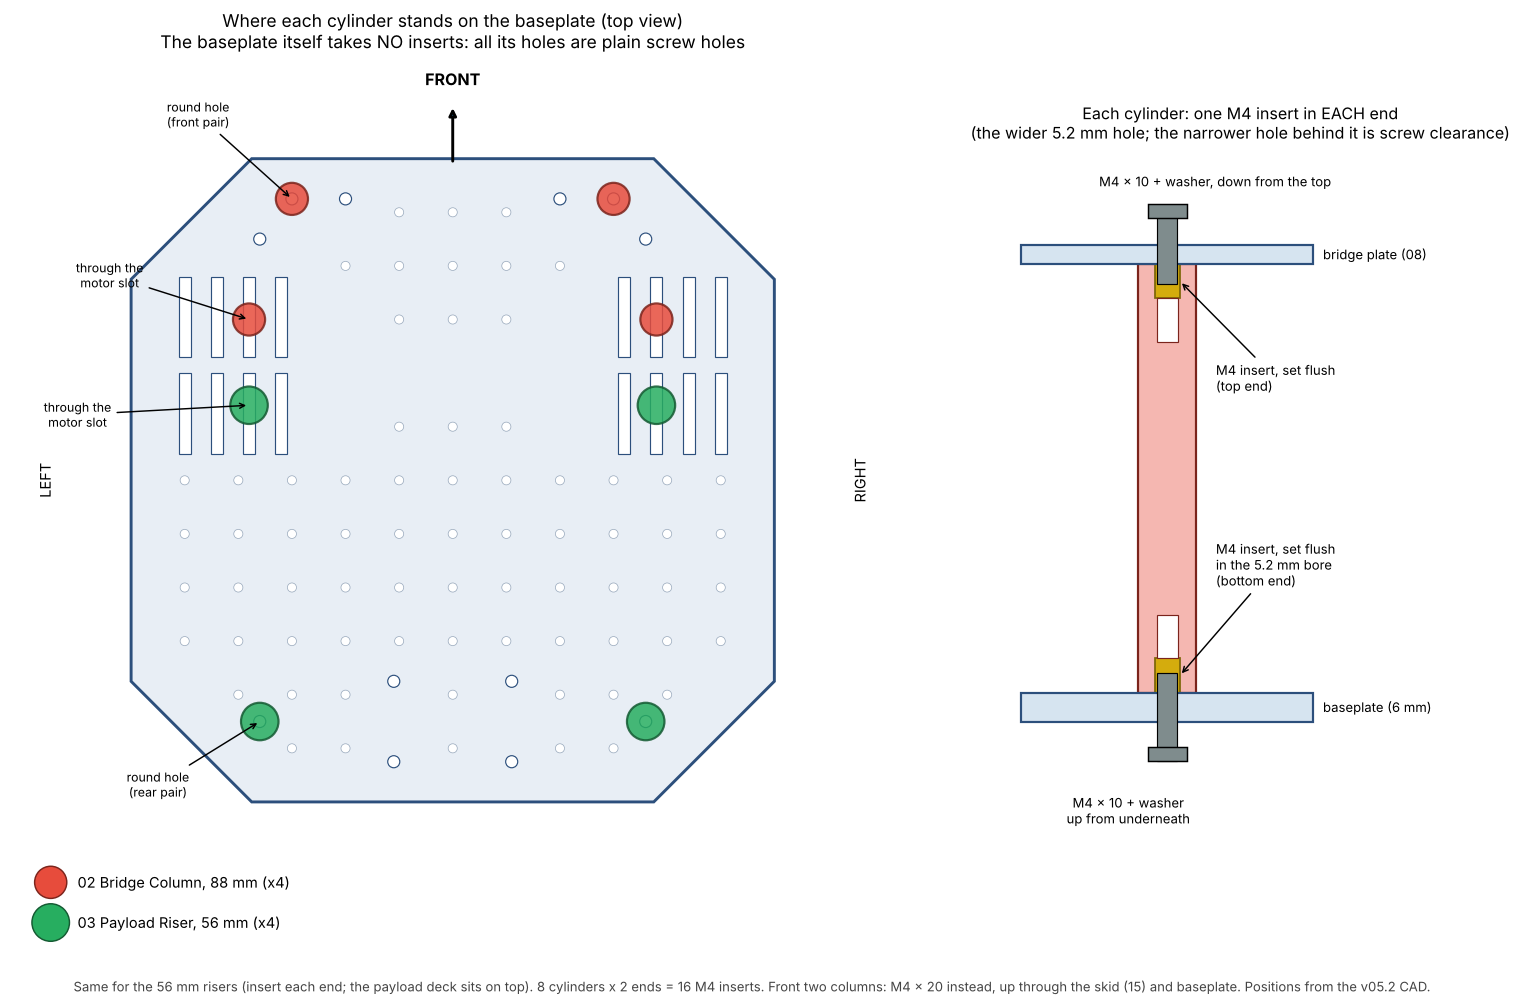 Where each cylinder stands on the baseplate (top view)
The baseplate itself takes NO inserts: all its holes are plain screw holes
FRONT
round hole
(front pair)
through the
motor slot
through the
motor slot
LEFT
RIGHT
round hole
(rear pair)
Each cylinder: one M4 insert in EACH end
(the wider 5.2 mm hole; the narrower hole behind it is screw clearance)
M4 × 10 + washer, down from the top
bridge plate (08)
M4 insert, set flush
(top end)
M4 insert, set flush
in the 5.2 mm bore
(bottom end)
baseplate (6 mm)
M4 × 10 + washer
up from underneath
02 Bridge Column, 88 mm (x4)
03 Payload Riser, 56 mm (x4)
Same for the 56 mm risers (insert each end; the payload deck sits on top). 8 cylinders x 2 ends = 16 M4 inserts. Front two columns: M4 × 20 instead, up through the skid (15) and baseplate. Positions from the v05.2 CAD.